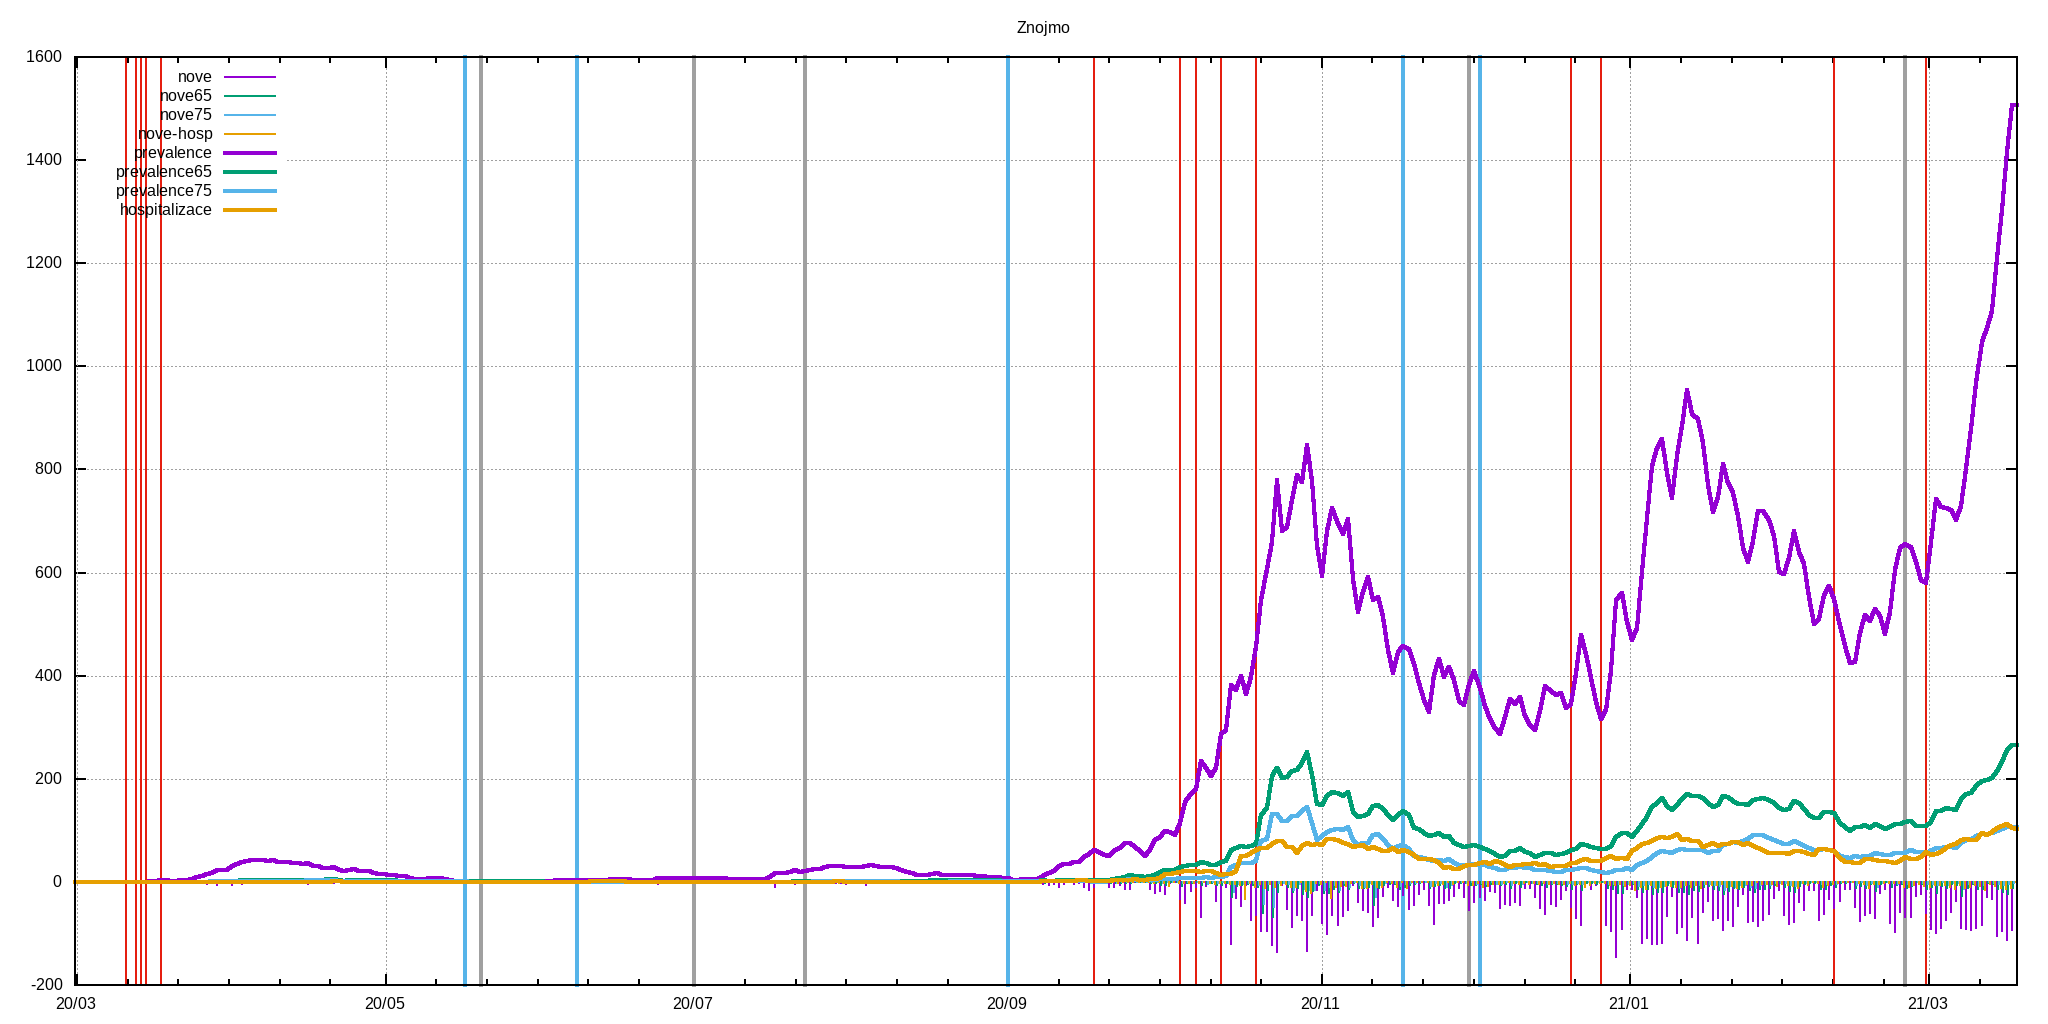 Znojmo
1600
1400
1200
1000
800
600
400
200
0
-200
nove
nove65
nove75
nove-hosp
prevalence
prevalence65
prevalence75
hospitalizace
20/03
20/05
20/07
20/09
20/11
21/01
21/03